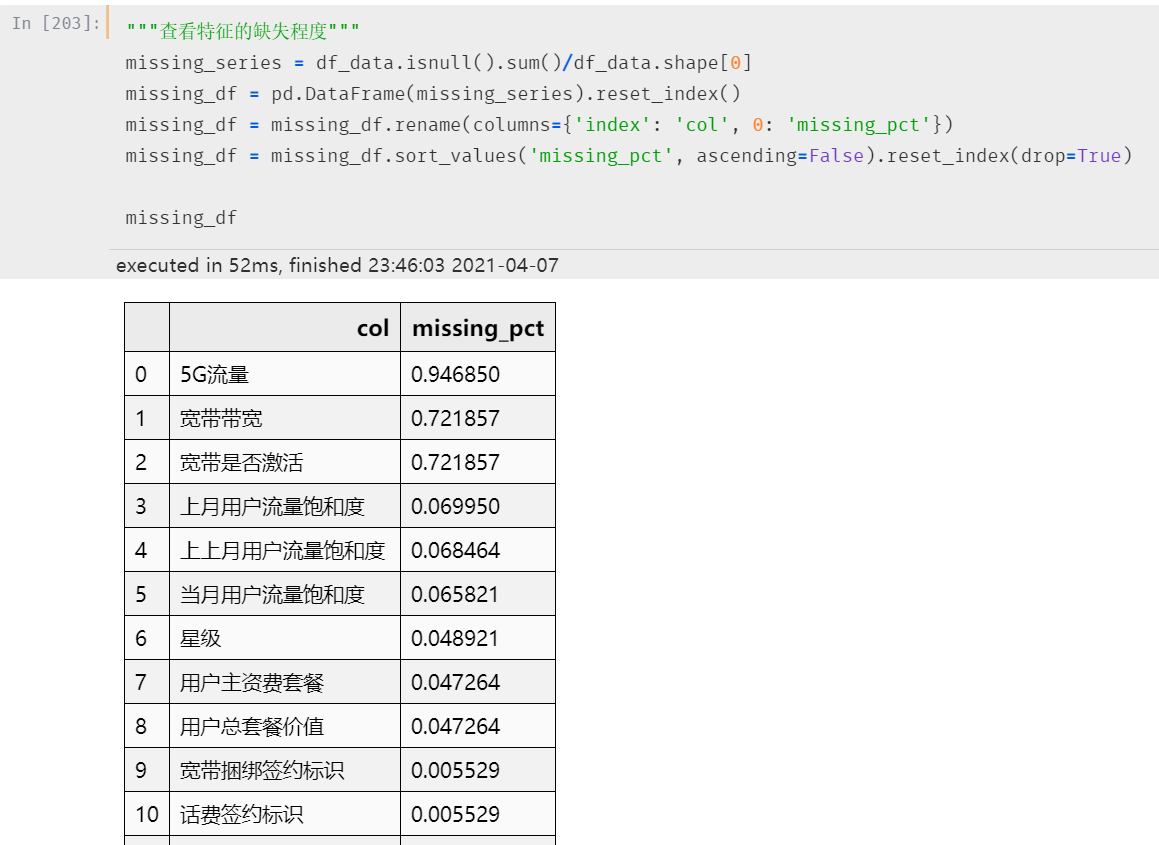 In [203]:
"""查看特征的缺失程度"""
missing_series = df_data.isnull().sum()/df_data.shape[0]
missing_df = pd.DataFrame(missing_series).reset_index()
missing_df = missing_df.rename(columns={'index': 'col', 0: 'missing_pct'})
missing_df = missing_df.sort_values('missing_pct', ascending=False).reset_index(drop=True)
missing_df
executed in 52ms, finished 23:46:03 2021-04-07
col missing_pct
0 5G流量 0.946850
1 宽带带宽 0.721857
2 宽带是否激活 0.721857
3 上月用户流量饱和度 0.069950
4 上上月用户流量饱和度 0.068464
5 当月用户流量饱和度 0.065821
6 星级 0.048921
7 用户主资费套餐 0.047264
8 用户总套餐价值 0.047264
9 宽带捆绑签约标识 0.005529
10 话费签约标识 0.005529